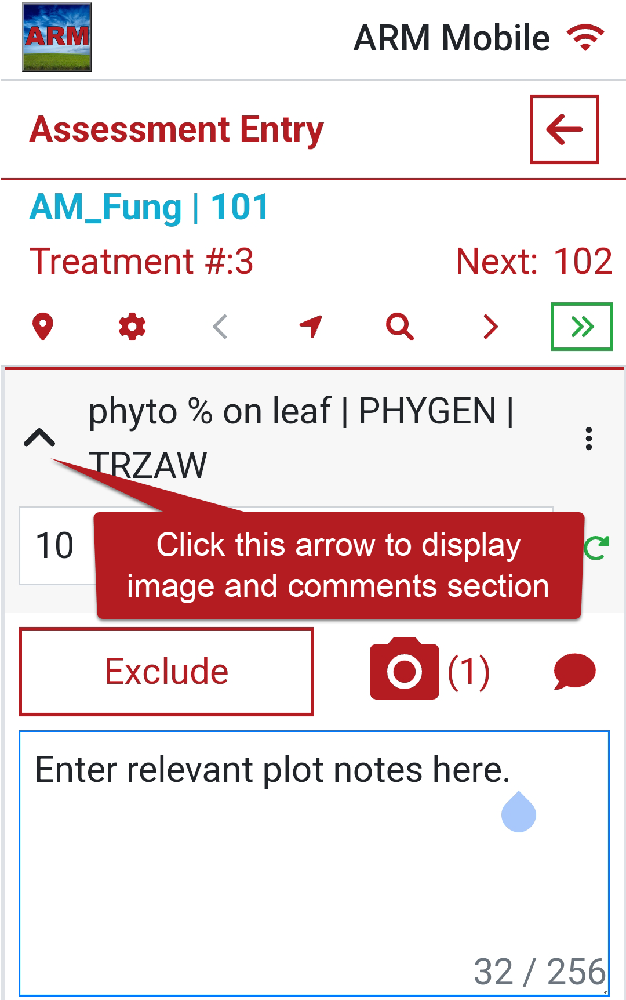 ARM
ARM Mobile
Assessment Entry
AM_Fung | 101
Treatment #:3
Next: 102
phyto % on leaf | PHYGEN |
TRZAW
10
Click this arrow to display
image and comments section
Exclude
(1)
Enter relevant plot notes here.
32 / 256